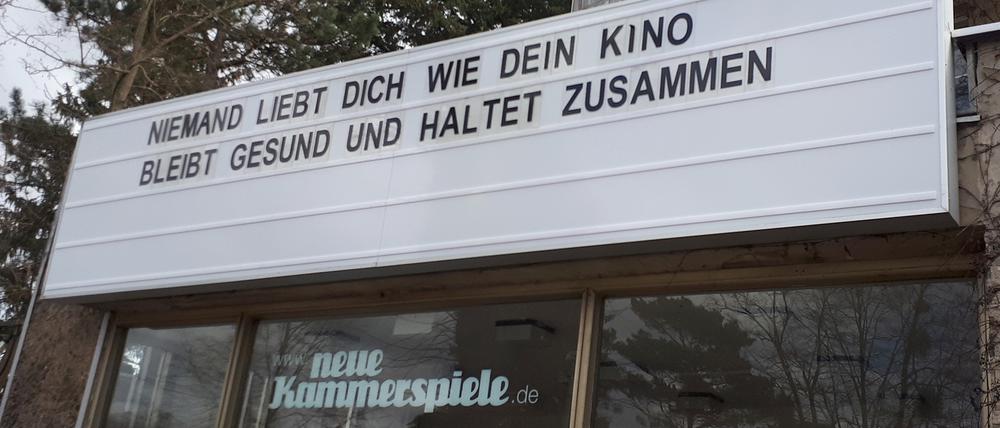 NIEMAND LIEBT DICH WIE DEIN KINO
BLEIBT GESUND UND HALTET ZUSAMMEN
www.neue
Kammerspiele.de